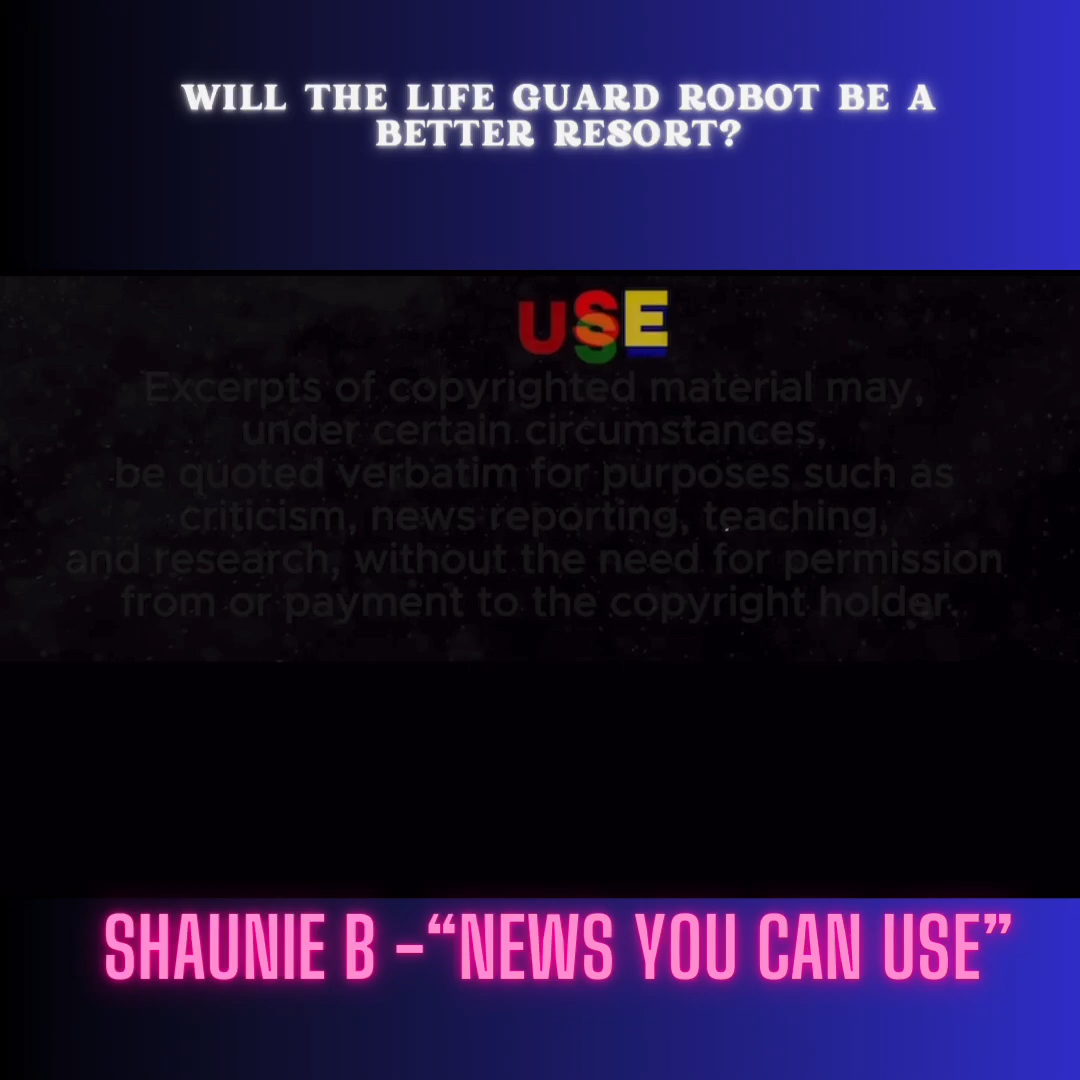 WILL THE LIFE GUARD ROBOT BE A
BETTER RESORT?
USE
Excerpts of copyrighted material may,
under certain circumstances,
be quoted verbatim for purposes such as
criticism, news reporting, teaching,
and research, without the need for permission
from or payment to the copyright holder.
SHAUNIE B -“NEWS YOU CAN USE”